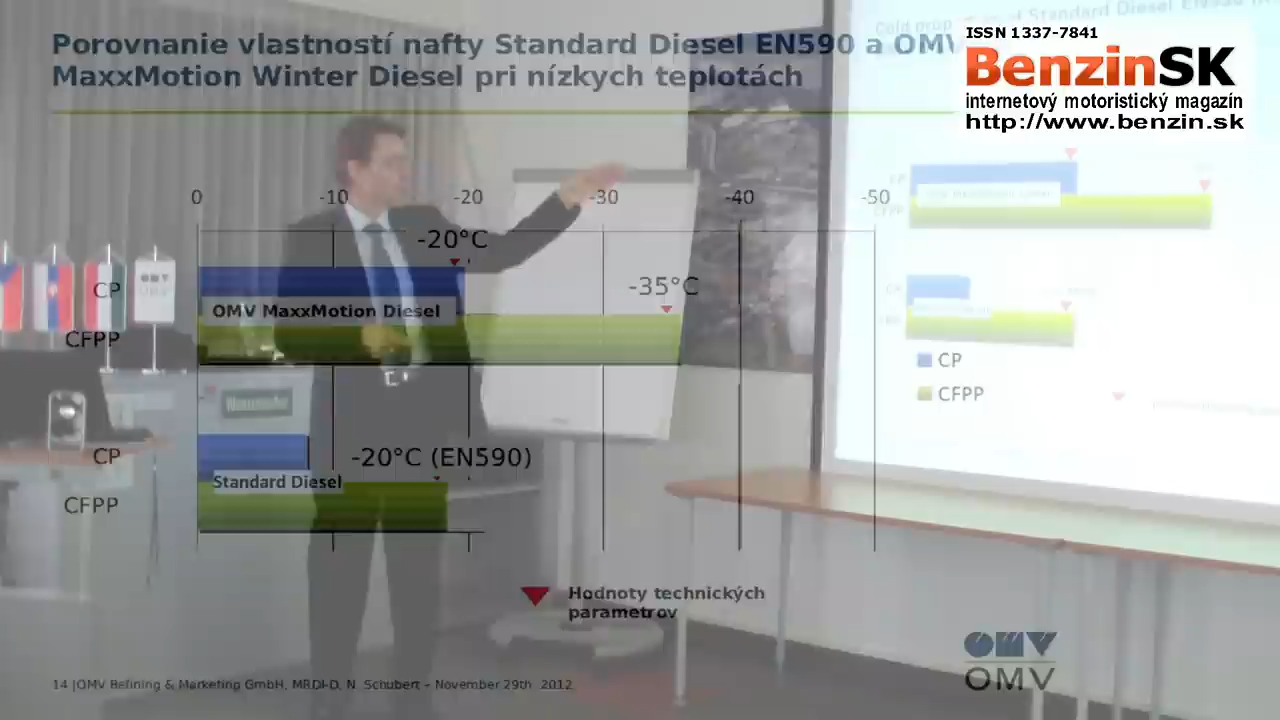 Porovnanie vlastností nafty Standard Diesel EN590 a OMV
MaxxMotion Winter Diesel pri nízkych teplotách
ISSN 1337-7841
BenzinSK
internetový motoristický magazín
http://www.benzin.sk
0 -10 -20 -30 -40 -50
-20°C
-35°C
CP
OMV MaxxMotion Diesel
CFPP
CP
-20°C (EN590)
Standard Diesel
CFPP
Hodnoty technických
parametrov
CP
CFPP
CP
CFPP
OMV
OMV
14 |OMV Refining & Marketing GmbH, MRDI-D, N. Schubert – November 29th, 2012